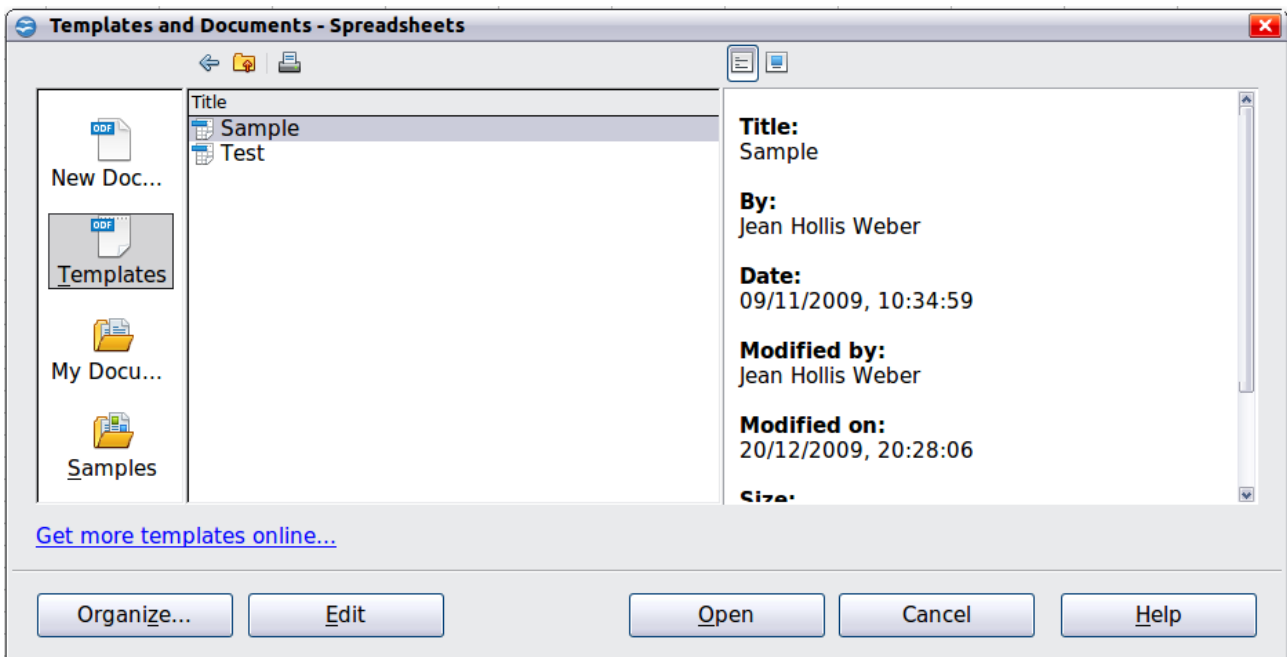 Templates and Documents - Spreadsheets
ODF
New Doc...
ODF
Templates
My Docu...
Samples
Title
Sample
Test
Title:
Sample
By:
Jean Hollis Weber
Date:
09/11/2009, 10:34:59
Modified by:
Jean Hollis Weber
Modified on:
20/12/2009, 20:28:06
Size:
Get more templates online...
Organize...
Edit
Open
Cancel
Help